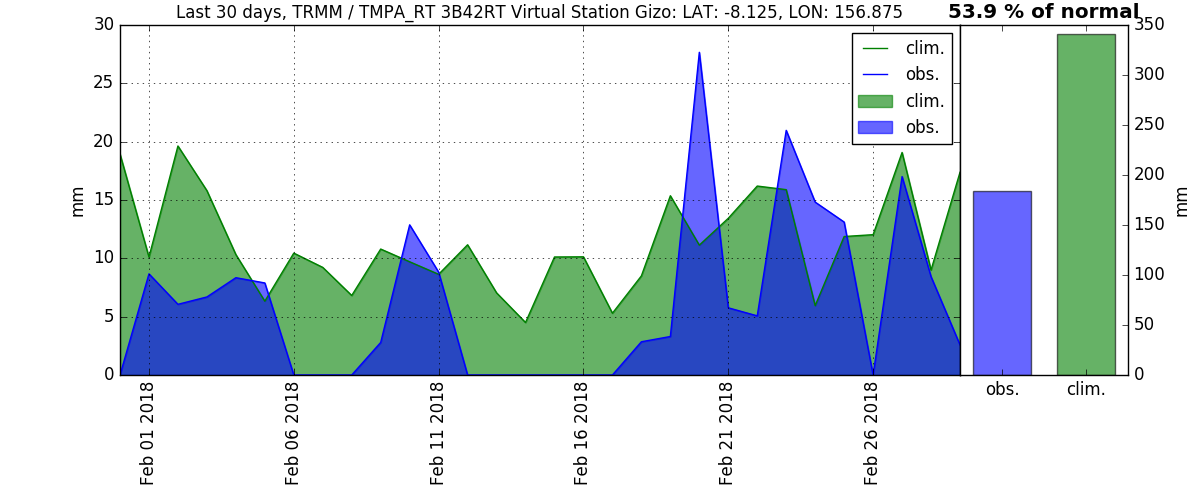 Last 30 days, TRMM / TMPA_RT 3B42RT Virtual Station Gizo: LAT: -8.125, LON: 156.875
53.9 % of normal
30
25
20
15
10
5
0
mm
clim.
obs.
clim.
obs.
Feb 01 2018
Feb 06 2018
Feb 11 2018
Feb 16 2018
Feb 21 2018
Feb 26 2018
350
300
250
200
150
100
50
0
mm
obs.
clim.